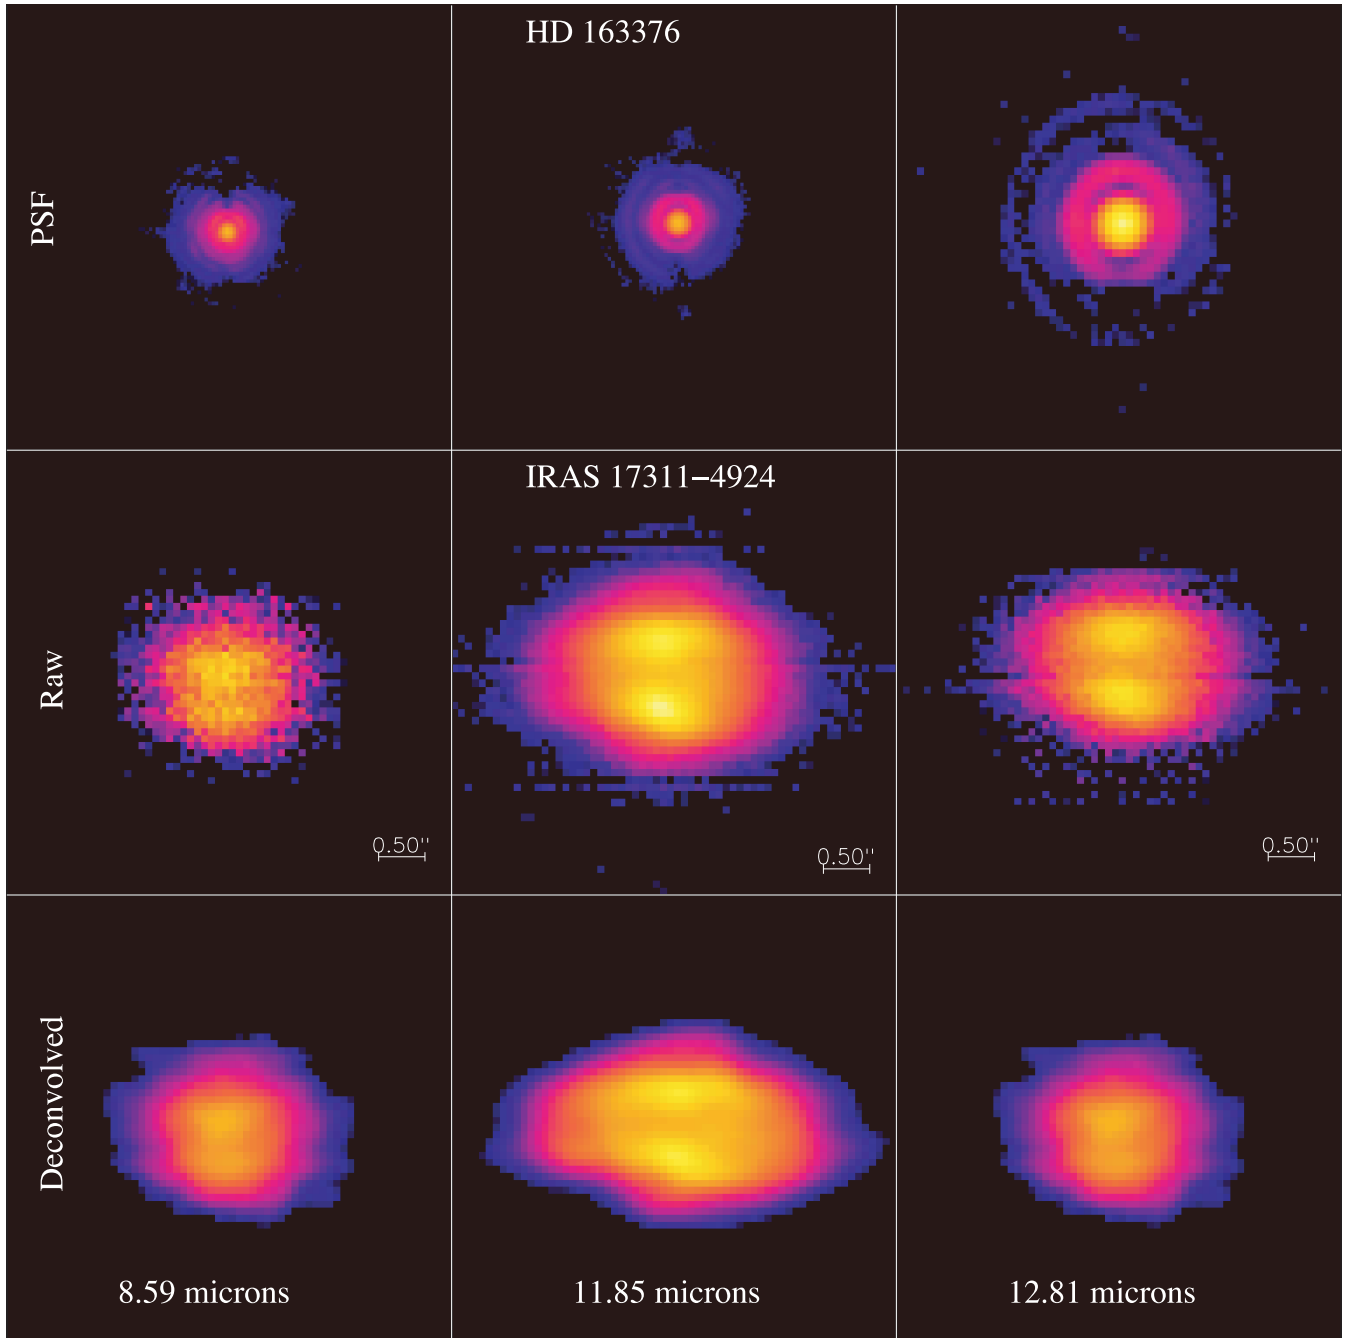 HD 163376
PSF
IRAS 17311−4924
Raw
0.50"
0.50"
0.50"
Deconvolved
8.59 microns
11.85 microns
12.81 microns